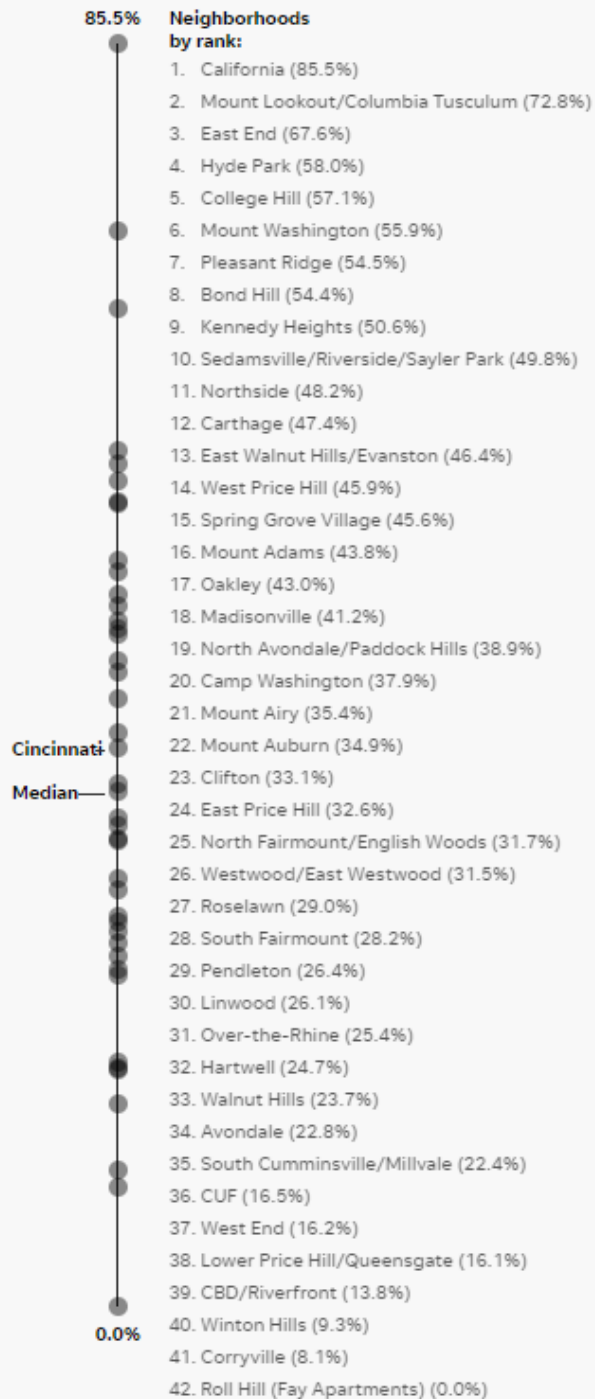 85.5%
Neighborhoods
by rank:
1. California (85.5%)
2. Mount Lookout/Columbia Tusculum (72.8%)
3. East End (67.6%)
4. Hyde Park (58.0%)
5. College Hill (57.1%)
6. Mount Washington (55.9%)
7. Pleasant Ridge (54.5%)
8. Bond Hill (54.4%)
9. Kennedy Heights (50.6%)
10. Sedamsville/Riverside/Sayler Park (49.8%)
11. Northside (48.2%)
12. Carthage (47.4%)
13. East Walnut Hills/Evanston (46.4%)
14. West Price Hill (45.9%)
15. Spring Grove Village (45.6%)
16. Mount Adams (43.8%)
17. Oakley (43.0%)
18. Madisonville (41.2%)
19. North Avondale/Paddock Hills (38.9%)
20. Camp Washington (37.9%)
21. Mount Airy (35.4%)
22. Mount Auburn (34.9%)
23. Clifton (33.1%)
24. East Price Hill (32.6%)
25. North Fairmount/English Woods (31.7%)
26. Westwood/East Westwood (31.5%)
27. Roselawn (29.0%)
28. South Fairmount (28.2%)
29. Pendleton (26.4%)
30. Linwood (26.1%)
31. Over-the-Rhine (25.4%)
32. Hartwell (24.7%)
33. Walnut Hills (23.7%)
34. Avondale (22.8%)
35. South Cumminsville/Millvale (22.4%)
36. CUF (16.5%)
37. West End (16.2%)
38. Lower Price Hill/Queensgate (16.1%)
39. CBD/Riverfront (13.8%)
40. Winton Hills (9.3%)
41. Corryville (8.1%)
42. Roll Hill (Fay Apartments) (0.0%)
Cincinnati
Median
0.0%